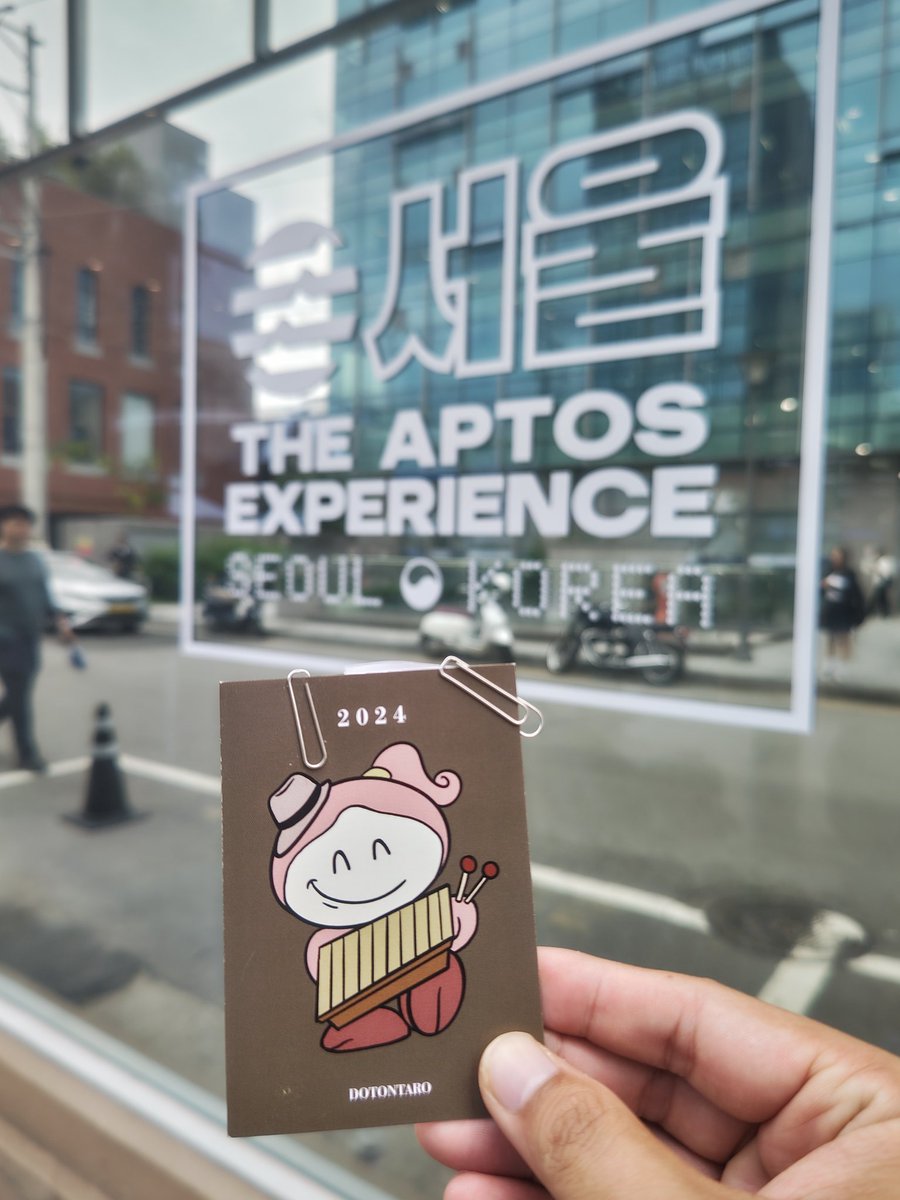 서울
THE APTOS
EXPERIENCE
SEOUL KOREA
2024
DOTONTARO